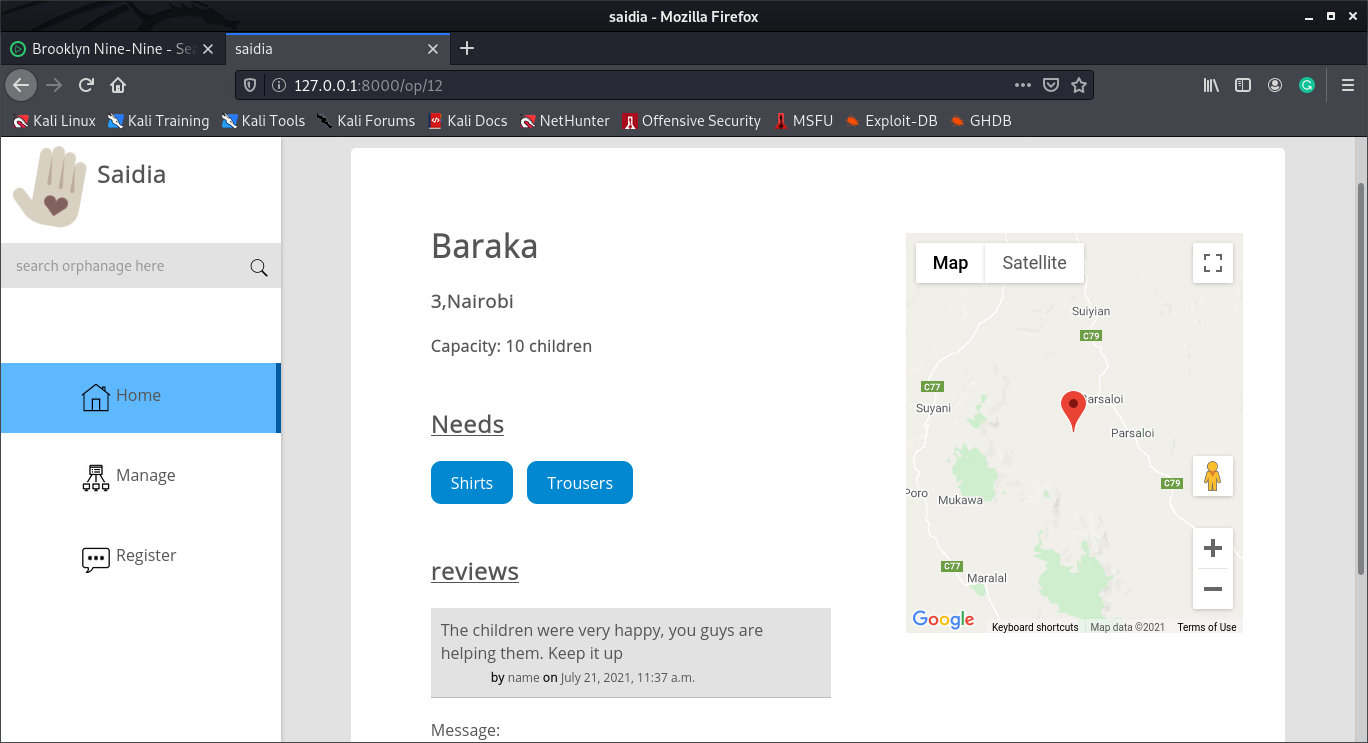 saidia - Mozilla Firefox
Brooklyn Nine-Nine - Sea
saidia
127.0.0.1:8000/op/12
Kali Linux Kali Training Kali Tools Kali Forums Kali Docs NetHunter Offensive Security MSFU Exploit-DB GHDB
Saidia
search orphanage here
Home
Manage
Register
Baraka
3,Nairobi
Capacity: 10 children
Needs
Shirts Trousers
reviews
The children were very happy, you guys are
helping them. Keep it up
by name on July 21, 2021, 11:37 a.m.
Message:
Map Satellite
Suiyian
C79
C77
Suyani
Parsaloi
Parsaloi
C79
Poro
Mukawa
C77
Maralal
Google
Keyboard shortcuts Map data ©2021 Terms of Use